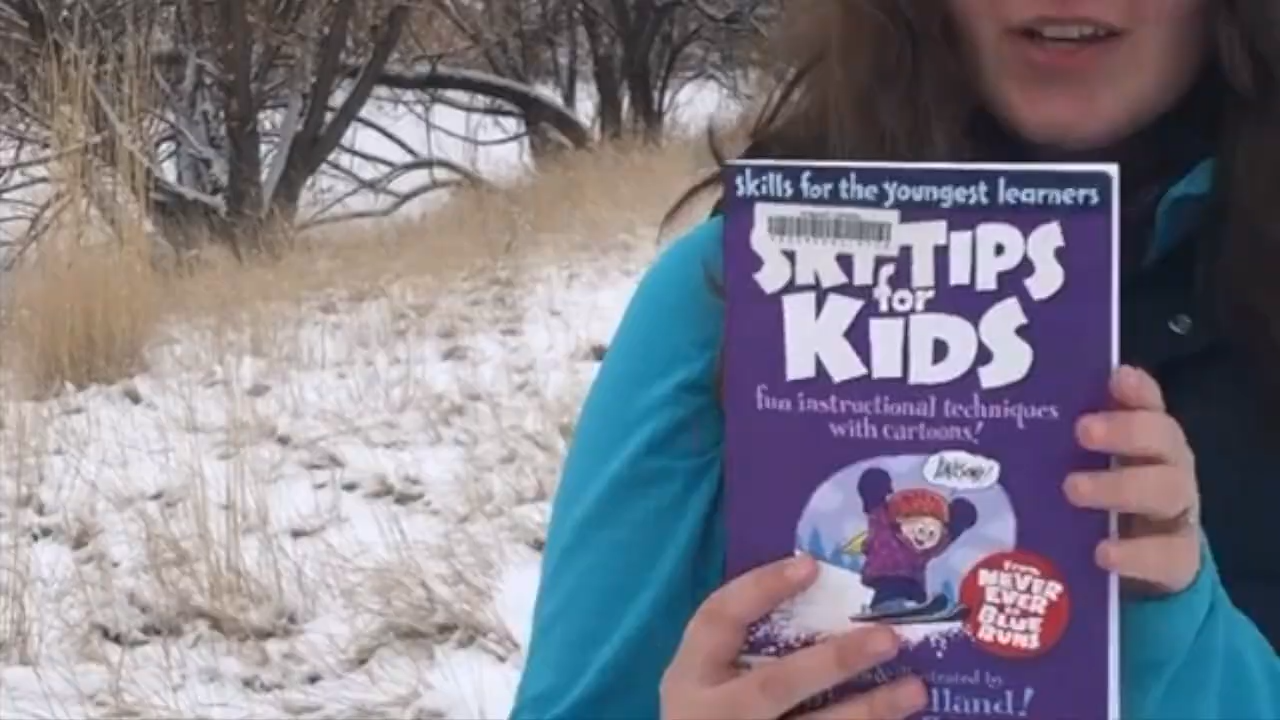 skills for the youngest learners
SKI TIPS
for
KIDS
fun instructional techniques
with cartoons!
from
NEVER
EVER
to
BLUE
RUNS
by